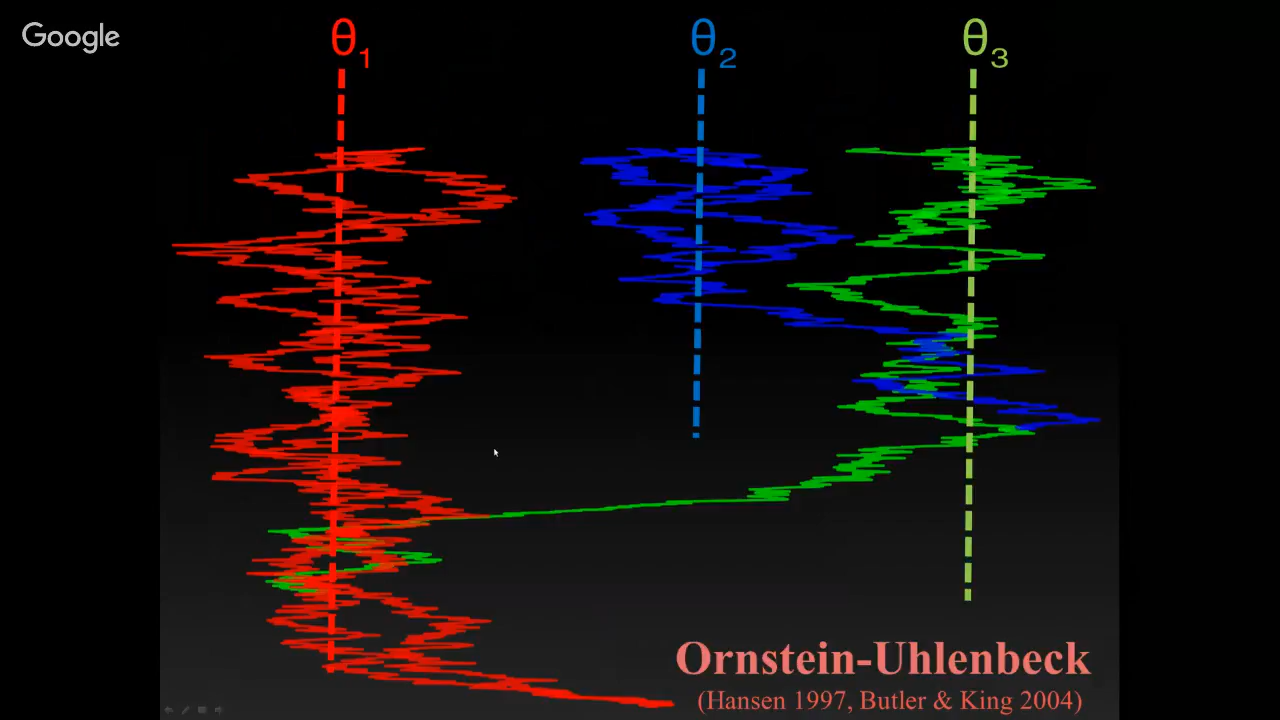 Google
θ1
θ2
θ3
Ornstein-Uhlenbeck
(Hansen 1997, Butler & King 2004)